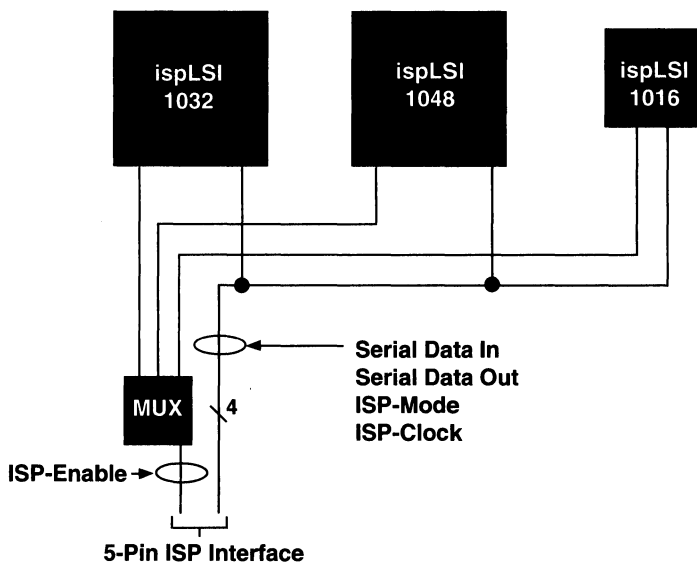 ispLSI
1032
ispLSI
1048
ispLSI
1016
Serial Data In
Serial Data Out
ISP-Mode
ISP-Clock
MUX
4
ISP-Enable
5-Pin ISP Interface